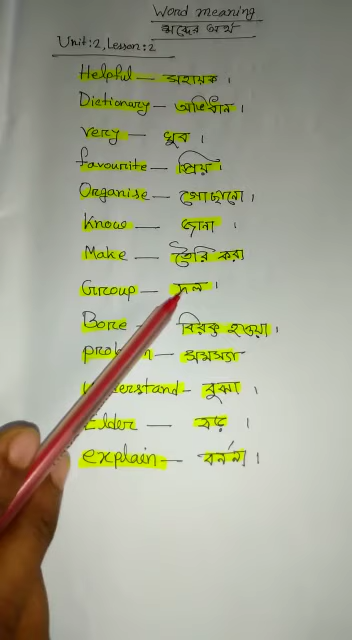 Word meaning
শব্দের অর্থ
Unit:2, Lesson:2
Helpful — সহায়ক ।
Dictionary — অভিধান ।
Very — খুব ।
favourite — প্রিয় ।
Organise — গোছানো ।
Know — জানা ।
Make — তৈরি করা
Group — দল ।
Bore — বিরক্ত হওয়া ।
— সমস্যা
বুঝা ।
Elder — বড় ।
explain — বর্ননা ।